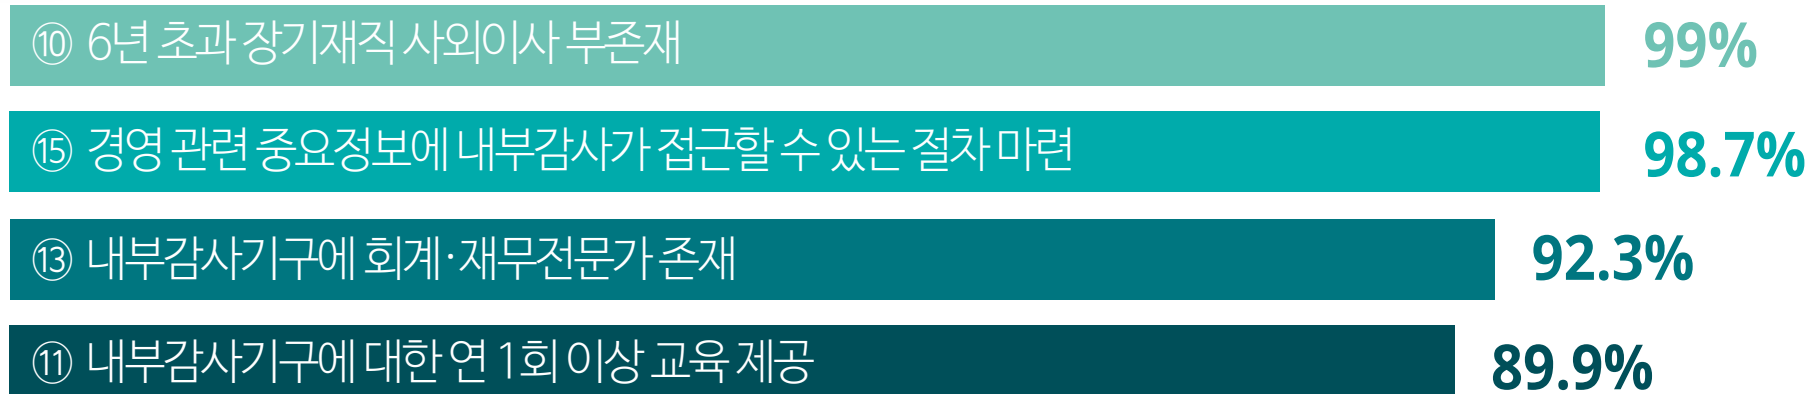 ⑩ 6년 초과 장기재직 사외이사 부존재 99%
⑮ 경영 관련 중요정보에 내부감사가 접근할 수 있는 절차 마련 98.7%
⑬ 내부감사기구에 회계·재무전문가 존재 92.3%
⑪ 내부감사기구에 대한 연 1회 이상 교육 제공 89.9%